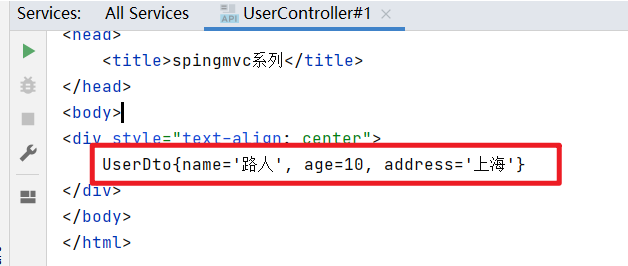 Services: All Services UserController#1
API
<head>
<title>spingmvc系列</title>
</head>
<body>
<div style="text-align: center">
UserDto{name='路人', age=10, address='上海'}
</div>
</body>
</html>